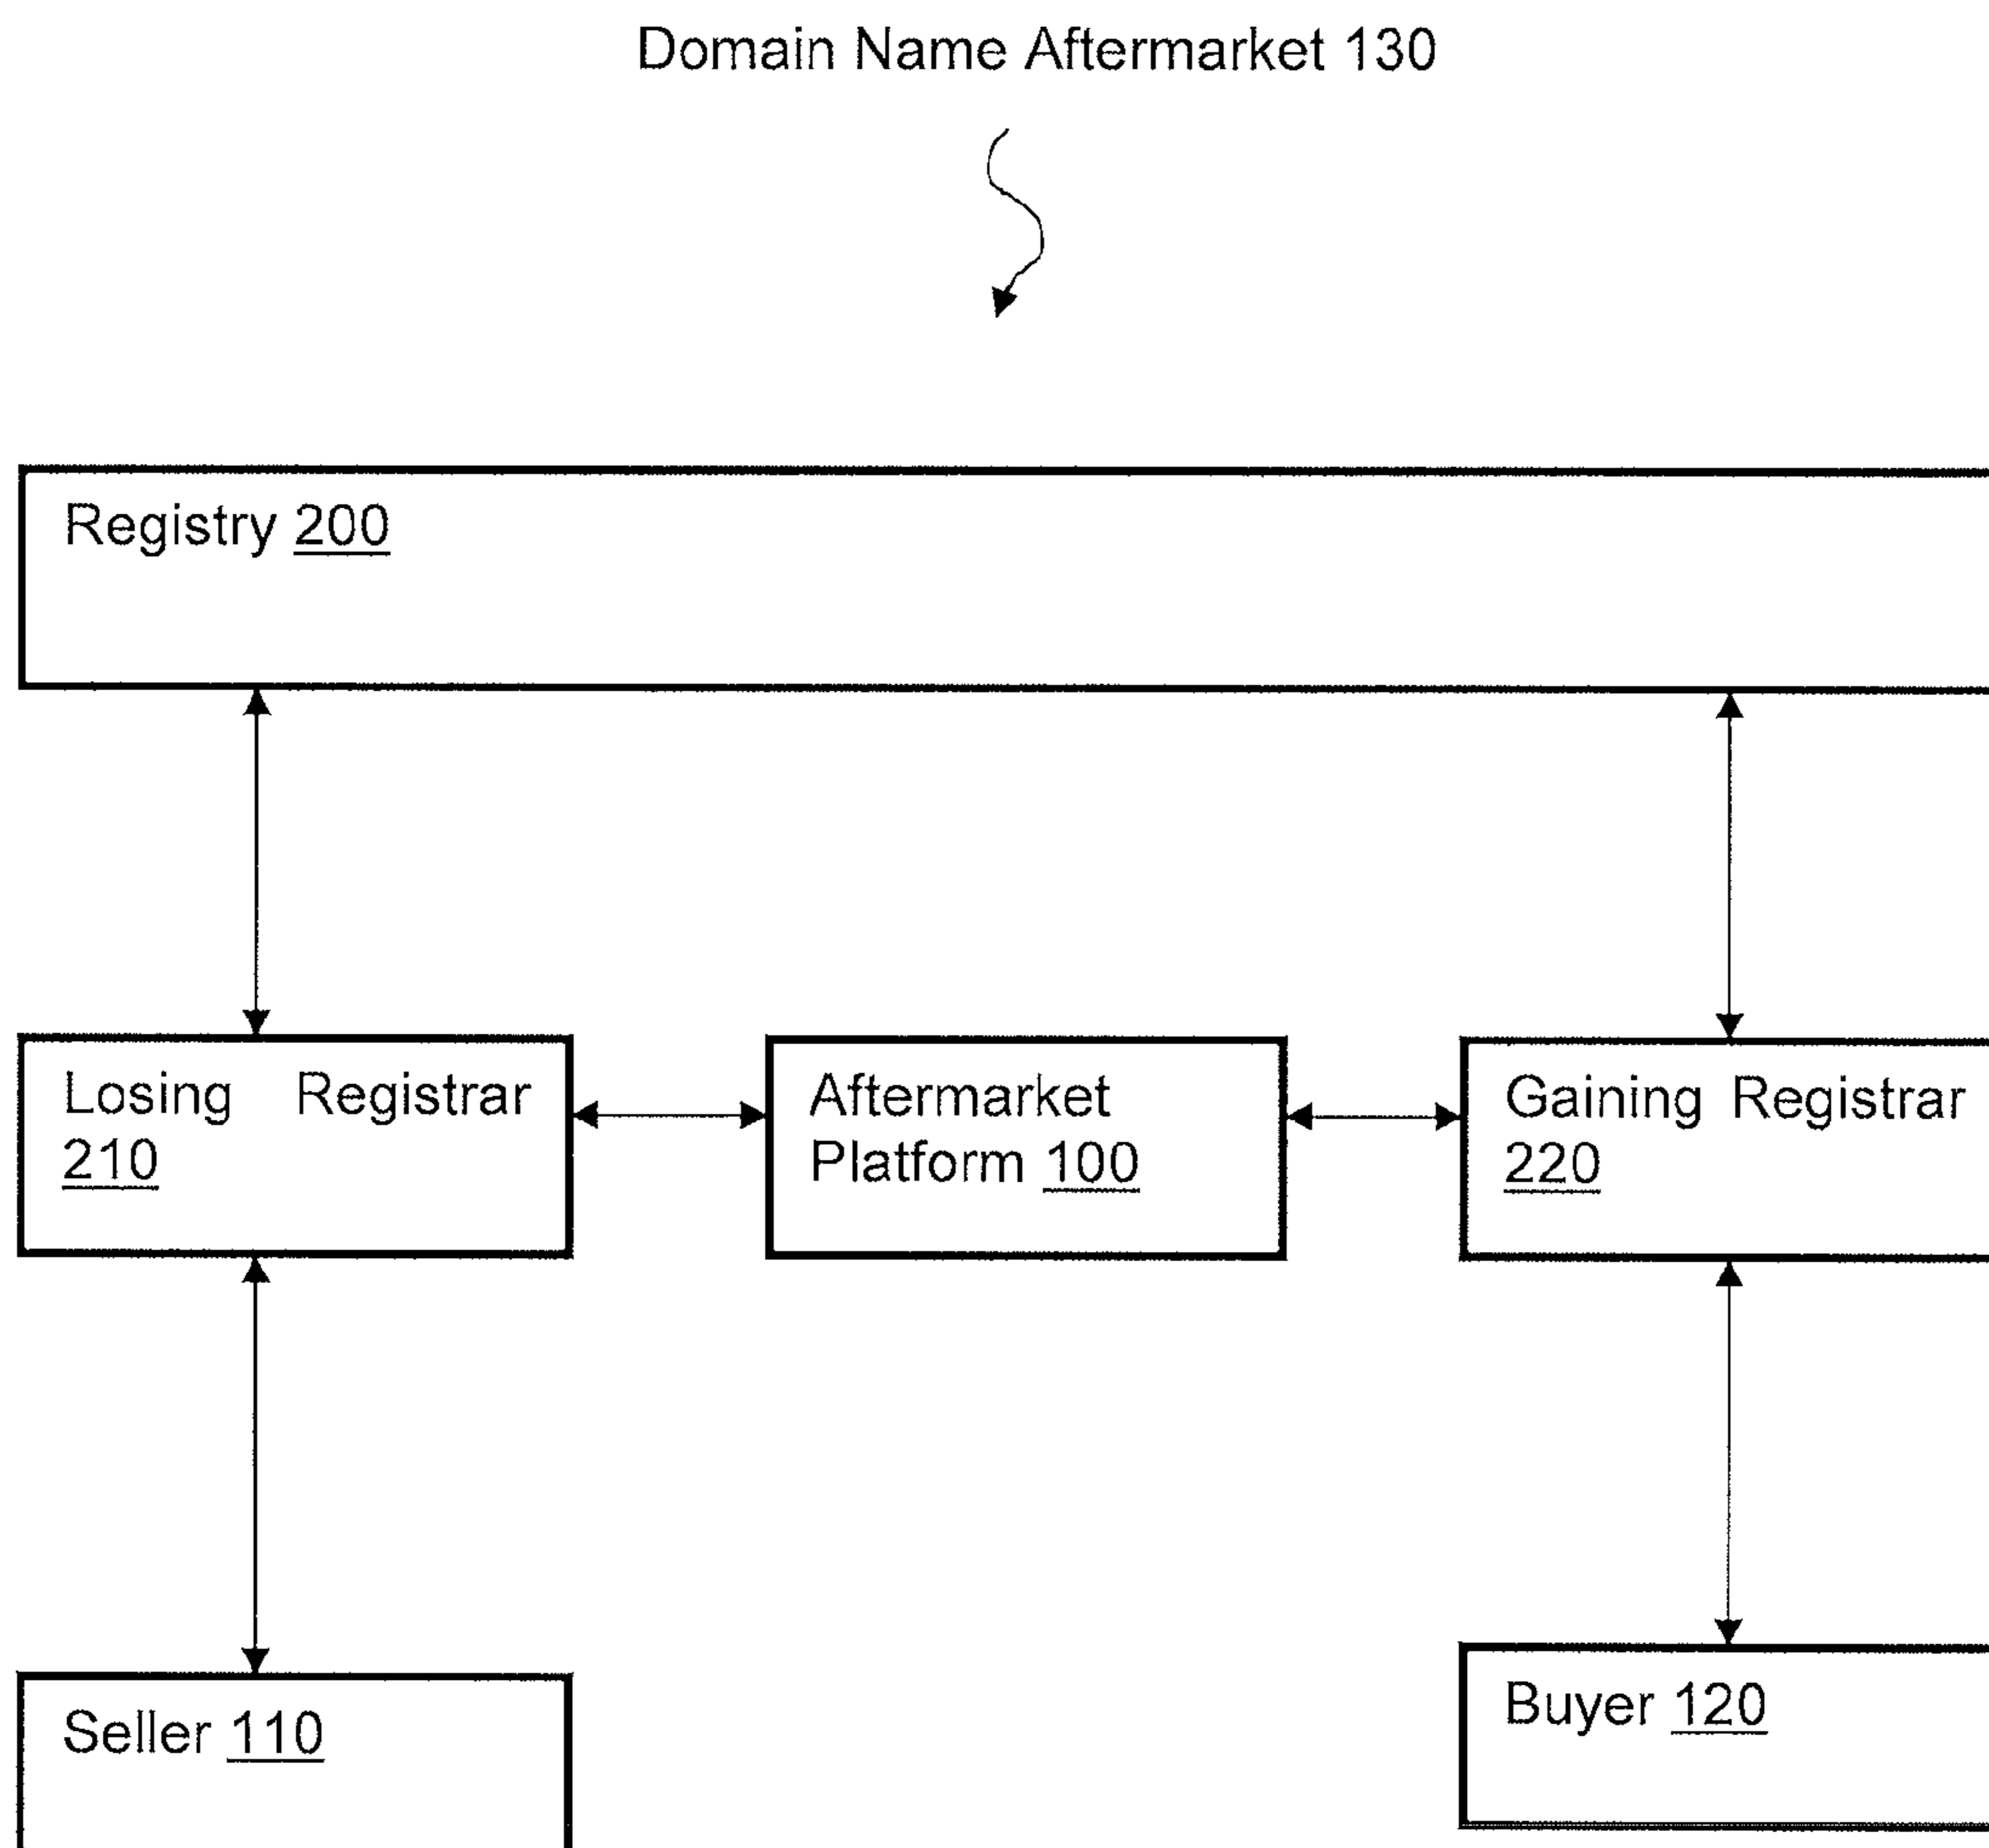 Domain Name Aftermarket 130
Registry 200
Losing Registrar
210
Aftermarket
Platform 100
Gaining Registrar
220
Seller 110
Buyer 120